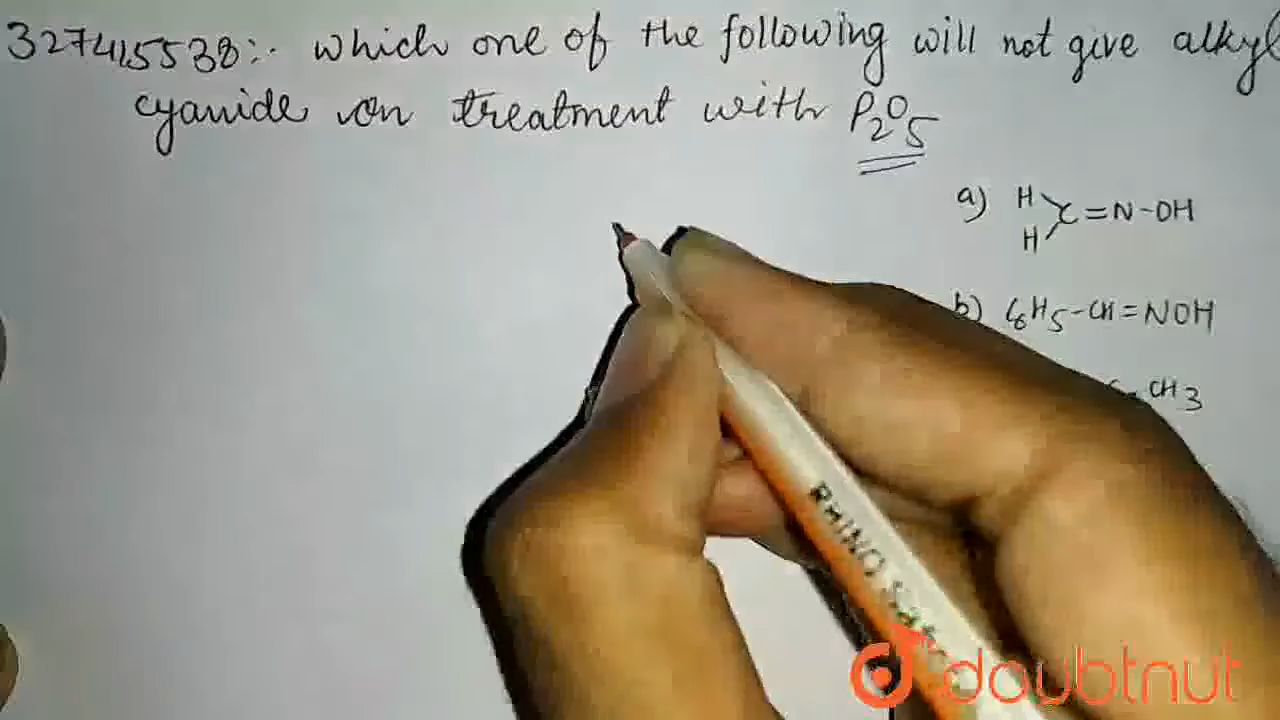 327415538:- which one of the following will not give alkyl
cyanide on treatment with P2O5
a) H
C=N-OH
H
b) C6H5-CH=NOH
CH3
RHINO
doubtnut